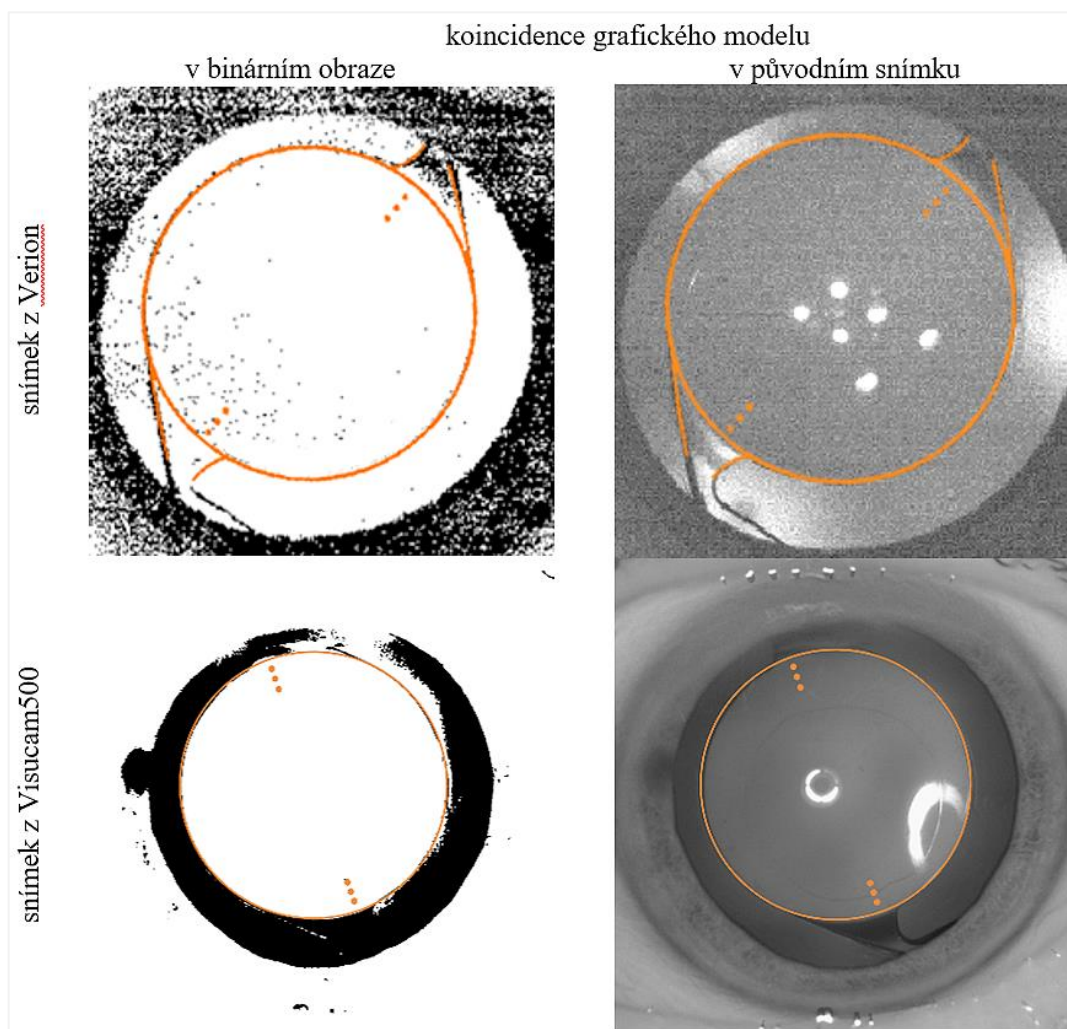 koincidence grafického modelu
v binárním obraze
v původním snímku
snímek z Verion
snímek z Visucam500